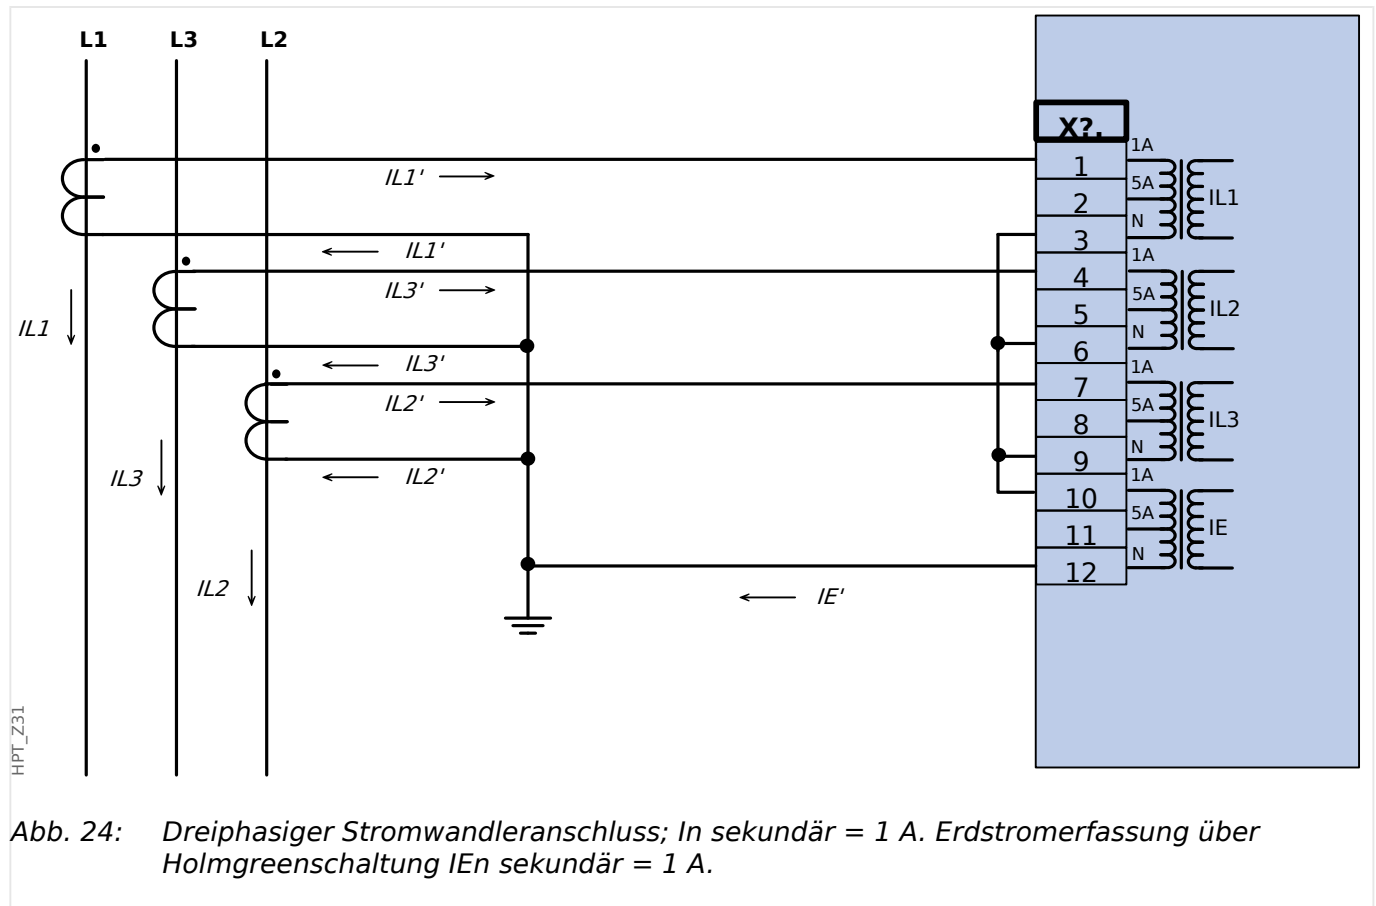 L1 L3 L2
X?.
1A
1
IL1'
5A
IL1
2
N
3
IL1'
1A
4
IL3'
5A
IL2
5
IL1
N
6
IL3'
1A
7
IL2'
5A
IL3
8
N
9
IL2'
IL3
1A
10
5A
IE
11
N
12
IL2
IE'
HPT_Z31
Abb. 24: Dreiphasiger Stromwandleranschluss; In sekundär = 1 A. Erdstromerfassung über
Holmgreenschaltung IEn sekundär = 1 A.